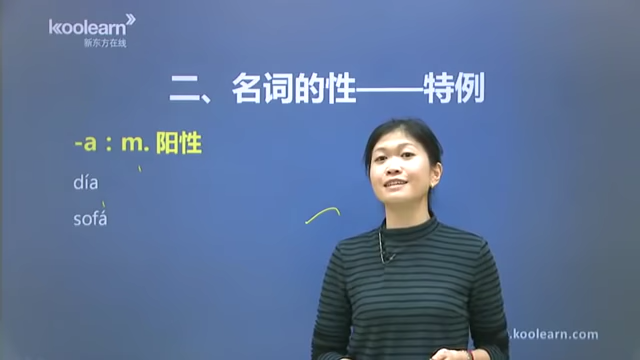 koolearn
新东方在线
二、名词的性——特例
-a：m. 阳性
día
sofá
.koolearn.com